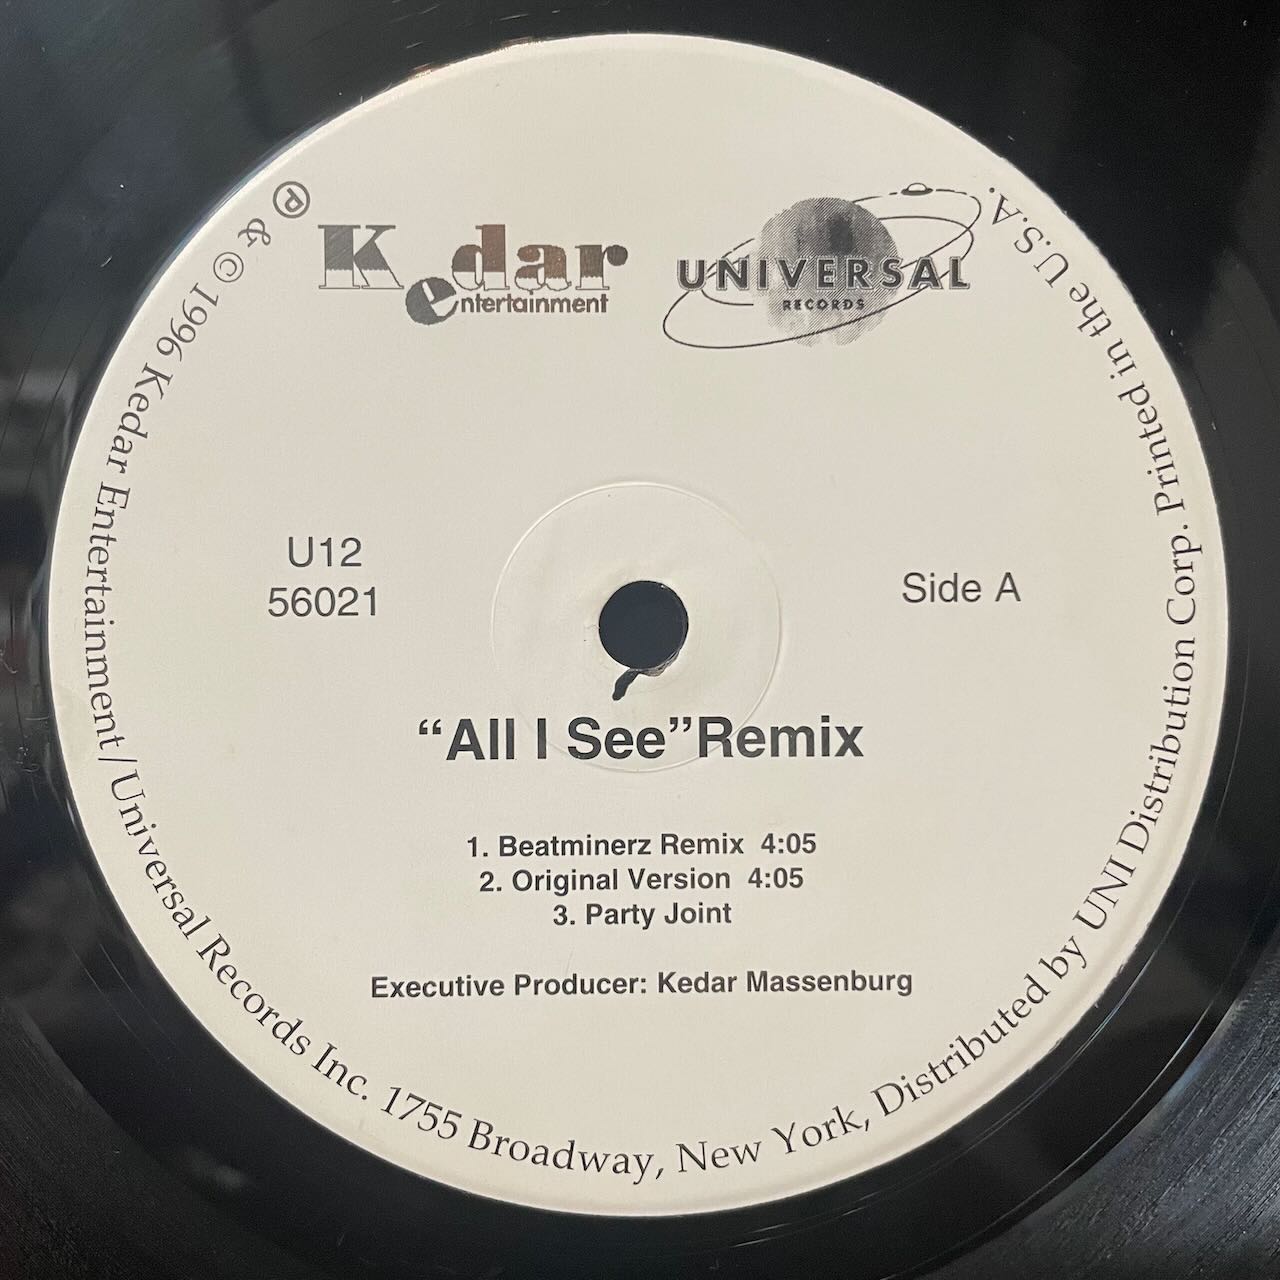 Kedar
entertainment
UNIVERSAL
RECORDS
U12
56021
Side A
“All I See”Remix
1. Beatminerz Remix 4:05
2. Original Version 4:05
3. Party Joint
Executive Producer: Kedar Massenburg
℗ & © 1996 Kedar Entertainment / Universal Records Inc. 1755 Broadway, New York, Distributed by UNI Distribution Corp. Printed in the U.S.A.